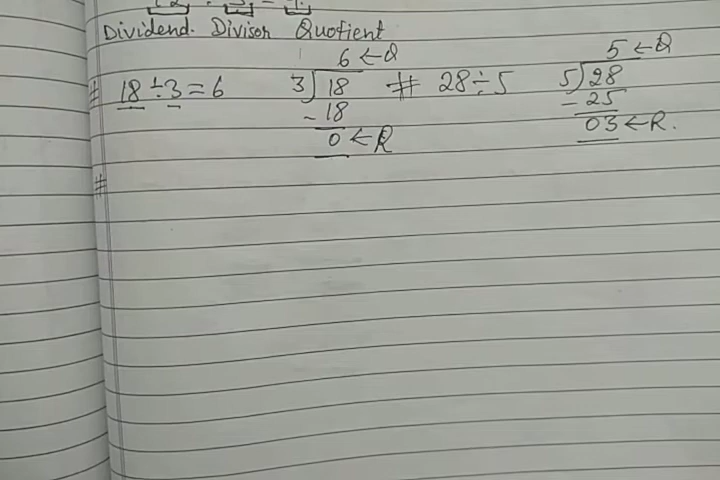 Dividend. Divisor Quotient
# 18 ÷ 3 = 6
6 ← Q
3) 18
- 18
0 ← R
# 28 ÷ 5
5 ← Q
5) 28
- 25
03 ← R.
#